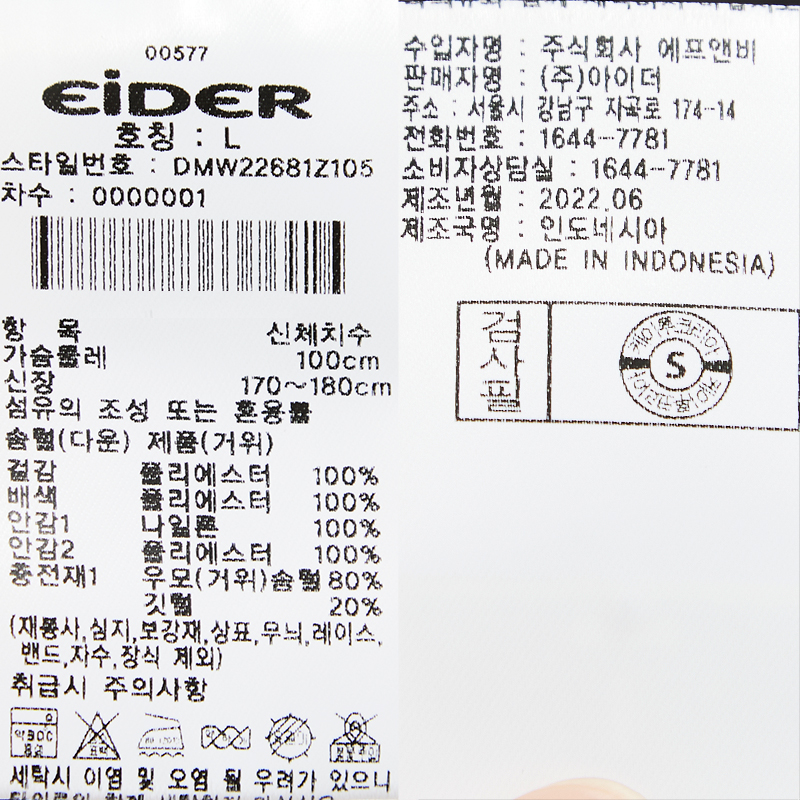 00577
EiDER
호칭 : L
스타일번호 : DMW22681Z105
차수 : 0000001
항 목 신체치수
가슴둘레 100cm
신장 170~180cm
섬유의 조성 또는 혼용률
솜털(다운) 제품(거위)
겉감 폴리에스터 100%
배색 폴리에스터 100%
안감1 나일론 100%
안감2 폴리에스터 100%
충전재1 우모(거위)솜털 80%
깃털 20%
(재봉사,심지,보강재,상표,무늬,레이스,
밴드,자수,장식 제외)
취급시 주의사항
세탁시 이염 및 오염 될 우려가 있으니
수입자명 : 주식회사 에프앤비
판매자명 : (주)아이더
주소 : 서울시 강남구 자곡로 174-14
전화번호 : 1644-7781
소비자상담실 : 1644-7781
제조년월 : 2022.06
제조국명 : 인도네시아
(MADE IN INDONESIA)
검사필
S